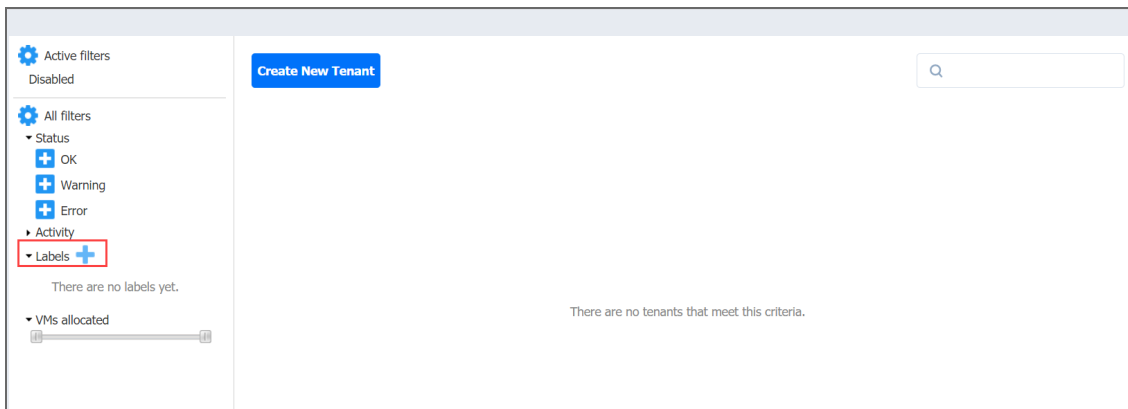 Active filters
Disabled
All filters
Status
OK
Warning
Error
Activity
Labels
There are no labels yet.
VMs allocated
Create New Tenant
There are no tenants that meet this criteria.